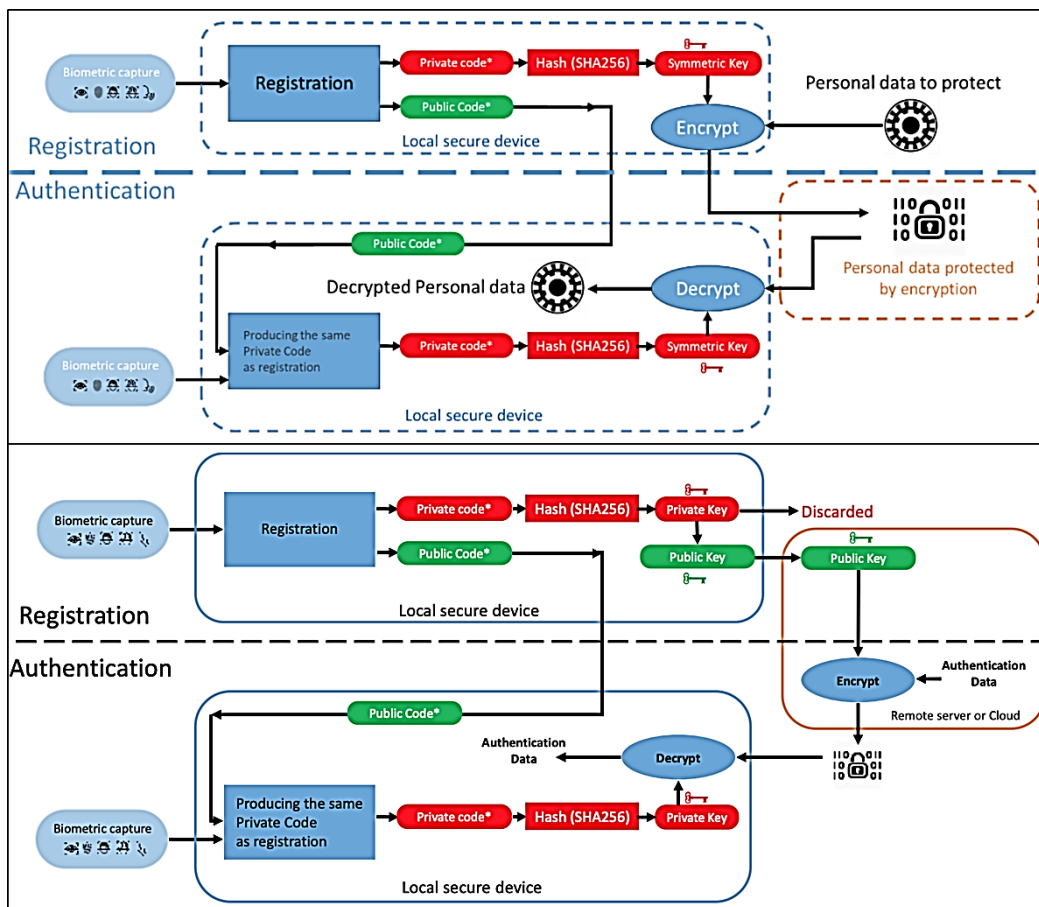 Biometric capture
Registration
Private code*
Hash (SHA256)
Symmetric Key
Public Code*
Encrypt
Personal data to protect
Local secure device
Registration
Authentication
Public Code*
Decrypted Personal data
Decrypt
Personal data protected
by encryption
Producing the same
Private Code
as registration
Private code*
Hash (SHA256)
Symmetric Key
Biometric capture
Local secure device
Biometric capture
Registration
Private code*
Hash (SHA256)
Private Key
Discarded
Public Code*
Public Key
Public Key
Local secure device
Registration
Authentication
Encrypt
Authentication
Data
Remote server or Cloud
Public Code*
Authentication
Data
Decrypt
Producing the same
Private Code
as registration
Private code*
Hash (SHA256)
Private Key
Biometric capture
Local secure device